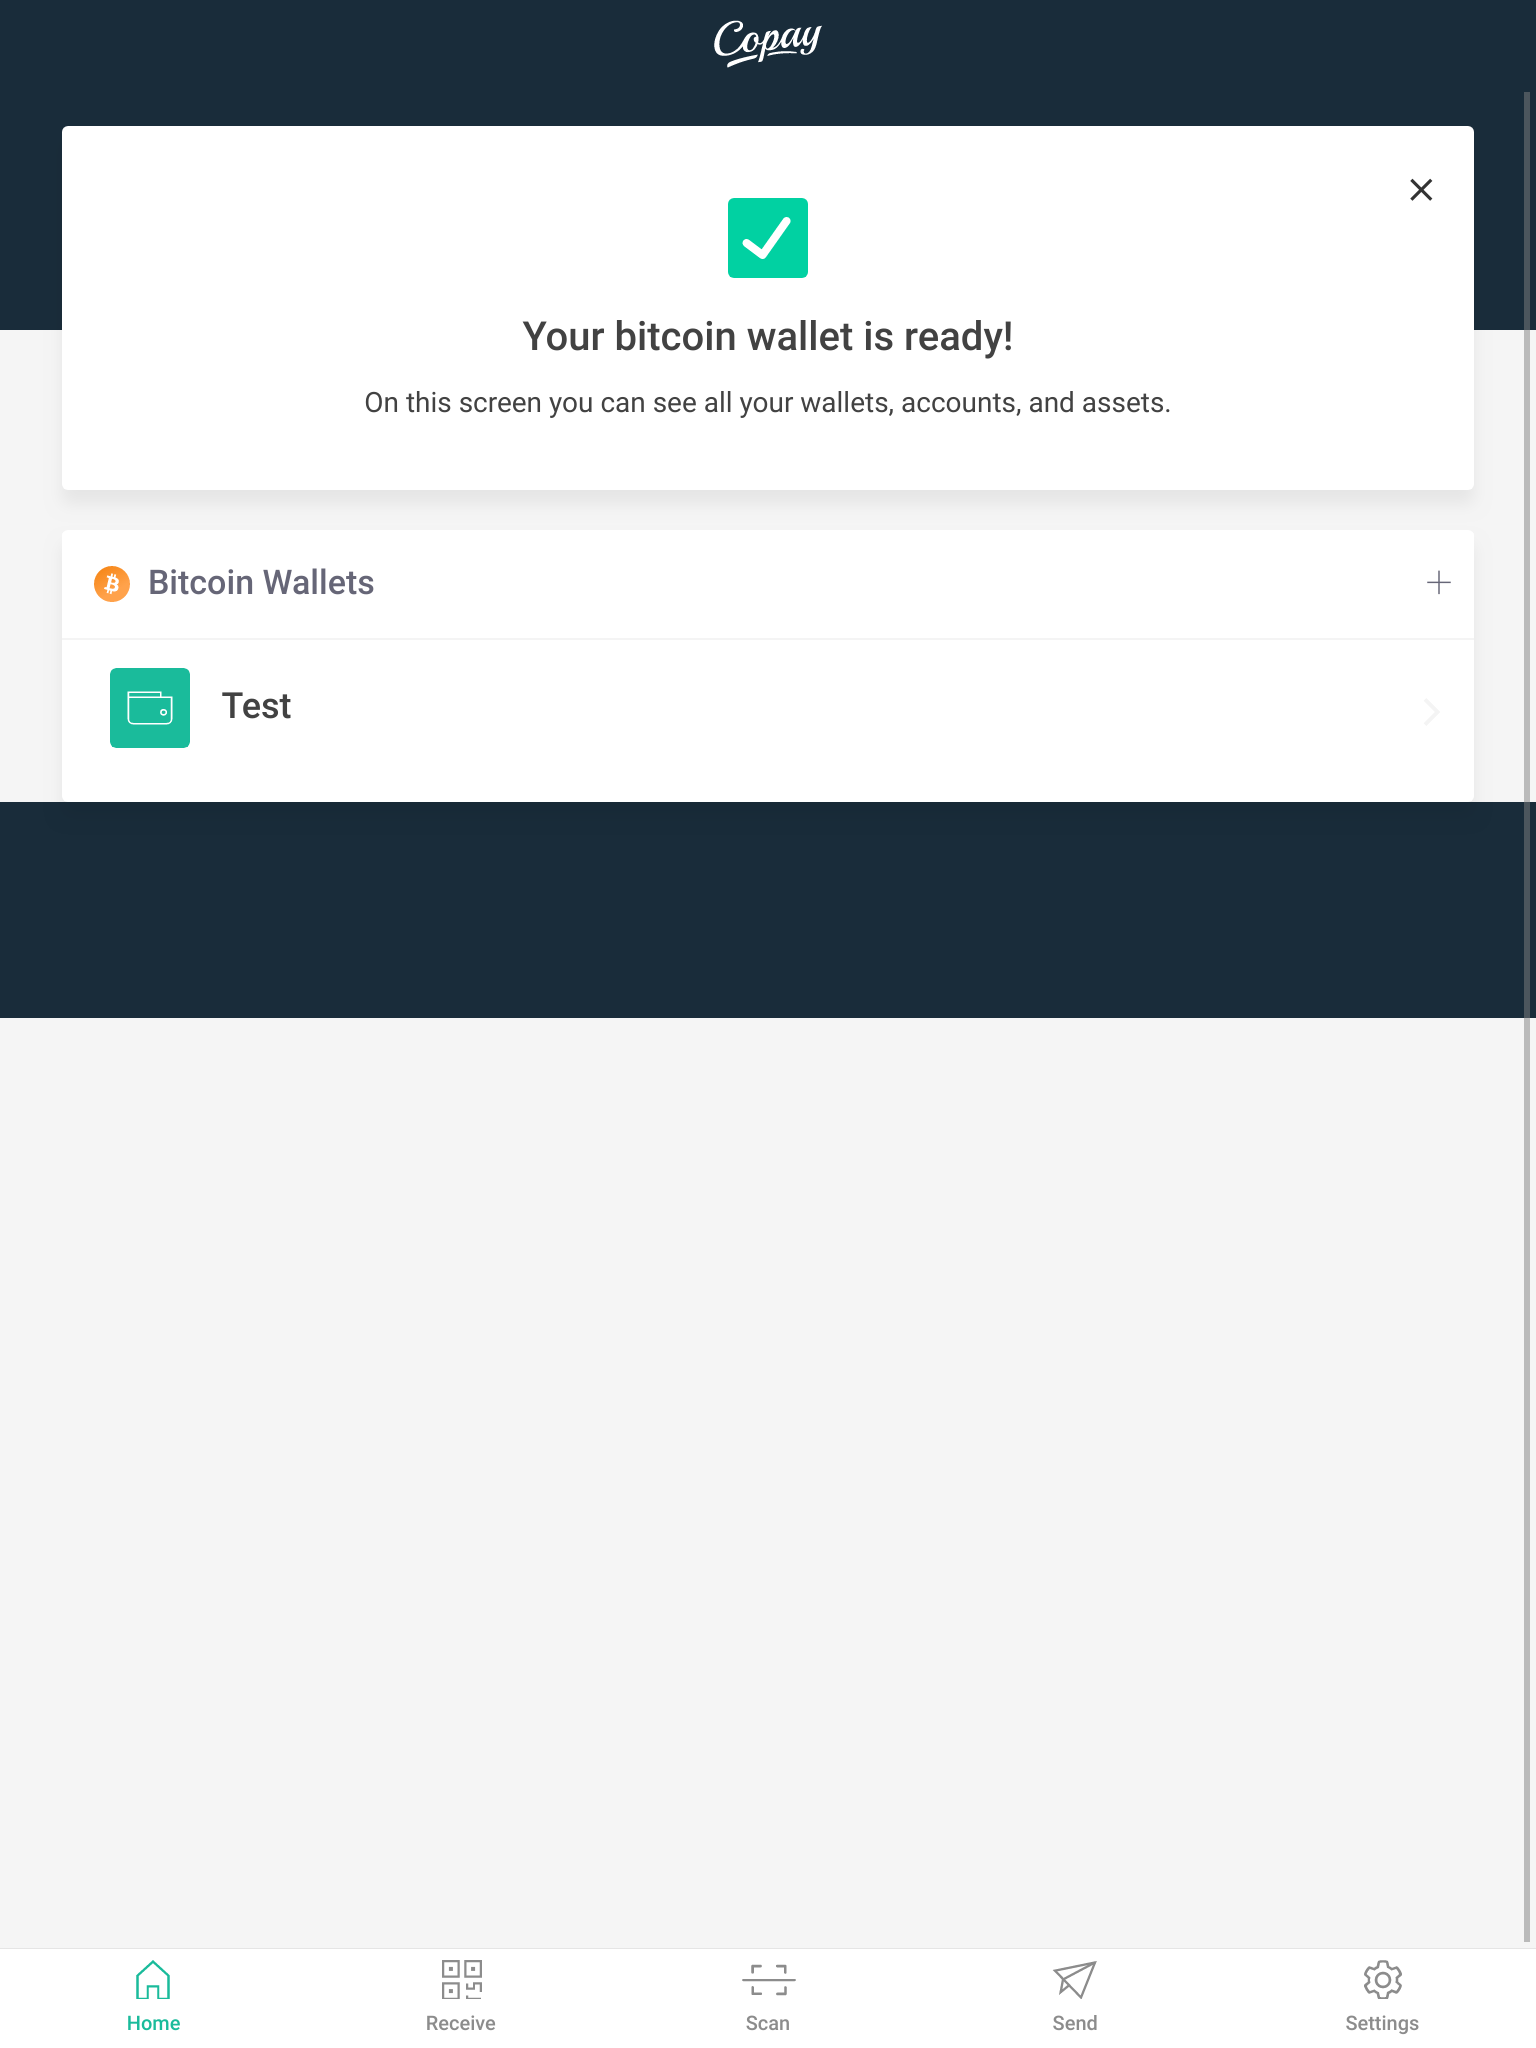 Copay
Your bitcoin wallet is ready!
On this screen you can see all your wallets, accounts, and assets.
Bitcoin Wallets
Test
Home
Receive
Scan
Send
Settings